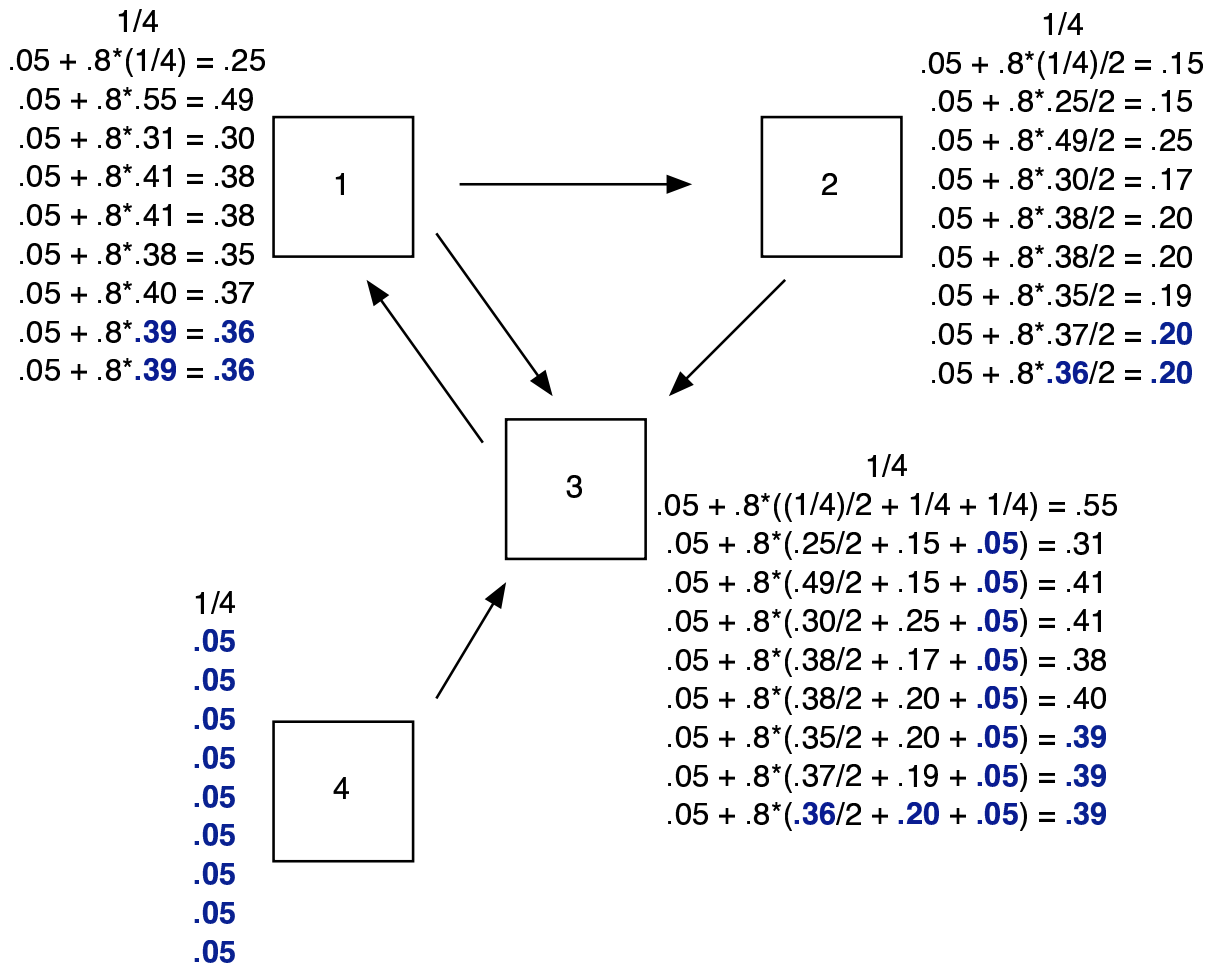 1/4
.05 + .8*(1/4) = .25
.05 + .8*.55 = .49
.05 + .8*.31 = .30
.05 + .8*.41 = .38
.05 + .8*.41 = .38
.05 + .8*.38 = .35
.05 + .8*.40 = .37
.05 + .8*.39 = .36
.05 + .8*.39 = .36
1
1/4
.05 + .8*(1/4)/2 = .15
.05 + .8*.25/2 = .15
.05 + .8*.49/2 = .25
.05 + .8*.30/2 = .17
.05 + .8*.38/2 = .20
.05 + .8*.38/2 = .20
.05 + .8*.35/2 = .19
.05 + .8*.37/2 = .20
.05 + .8*.36/2 = .20
2
3
1/4
.05 + .8*((1/4)/2 + 1/4 + 1/4) = .55
.05 + .8*(.25/2 + .15 + .05) = .31
.05 + .8*(.49/2 + .15 + .05) = .41
.05 + .8*(.30/2 + .25 + .05) = .41
.05 + .8*(.38/2 + .17 + .05) = .38
.05 + .8*(.38/2 + .20 + .05) = .40
.05 + .8*(.35/2 + .20 + .05) = .39
.05 + .8*(.37/2 + .19 + .05) = .39
.05 + .8*(.36/2 + .20 + .05) = .39
1/4
.05
.05
.05
.05
.05
.05
.05
.05
.05
4